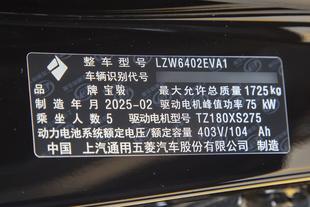 整车型号 LZW6402EVA1
车辆识别代号
品牌 宝骏 最大允许总质量 1725 kg
制造年月 2025-02 驱动电机峰值功率 75 kW
乘坐人数 5 驱动电机型号 TZ180XS275
动力电池系统额定电压/额定容量 403V/104 Ah
中国 上汽通用五菱汽车股份有限公司 制造